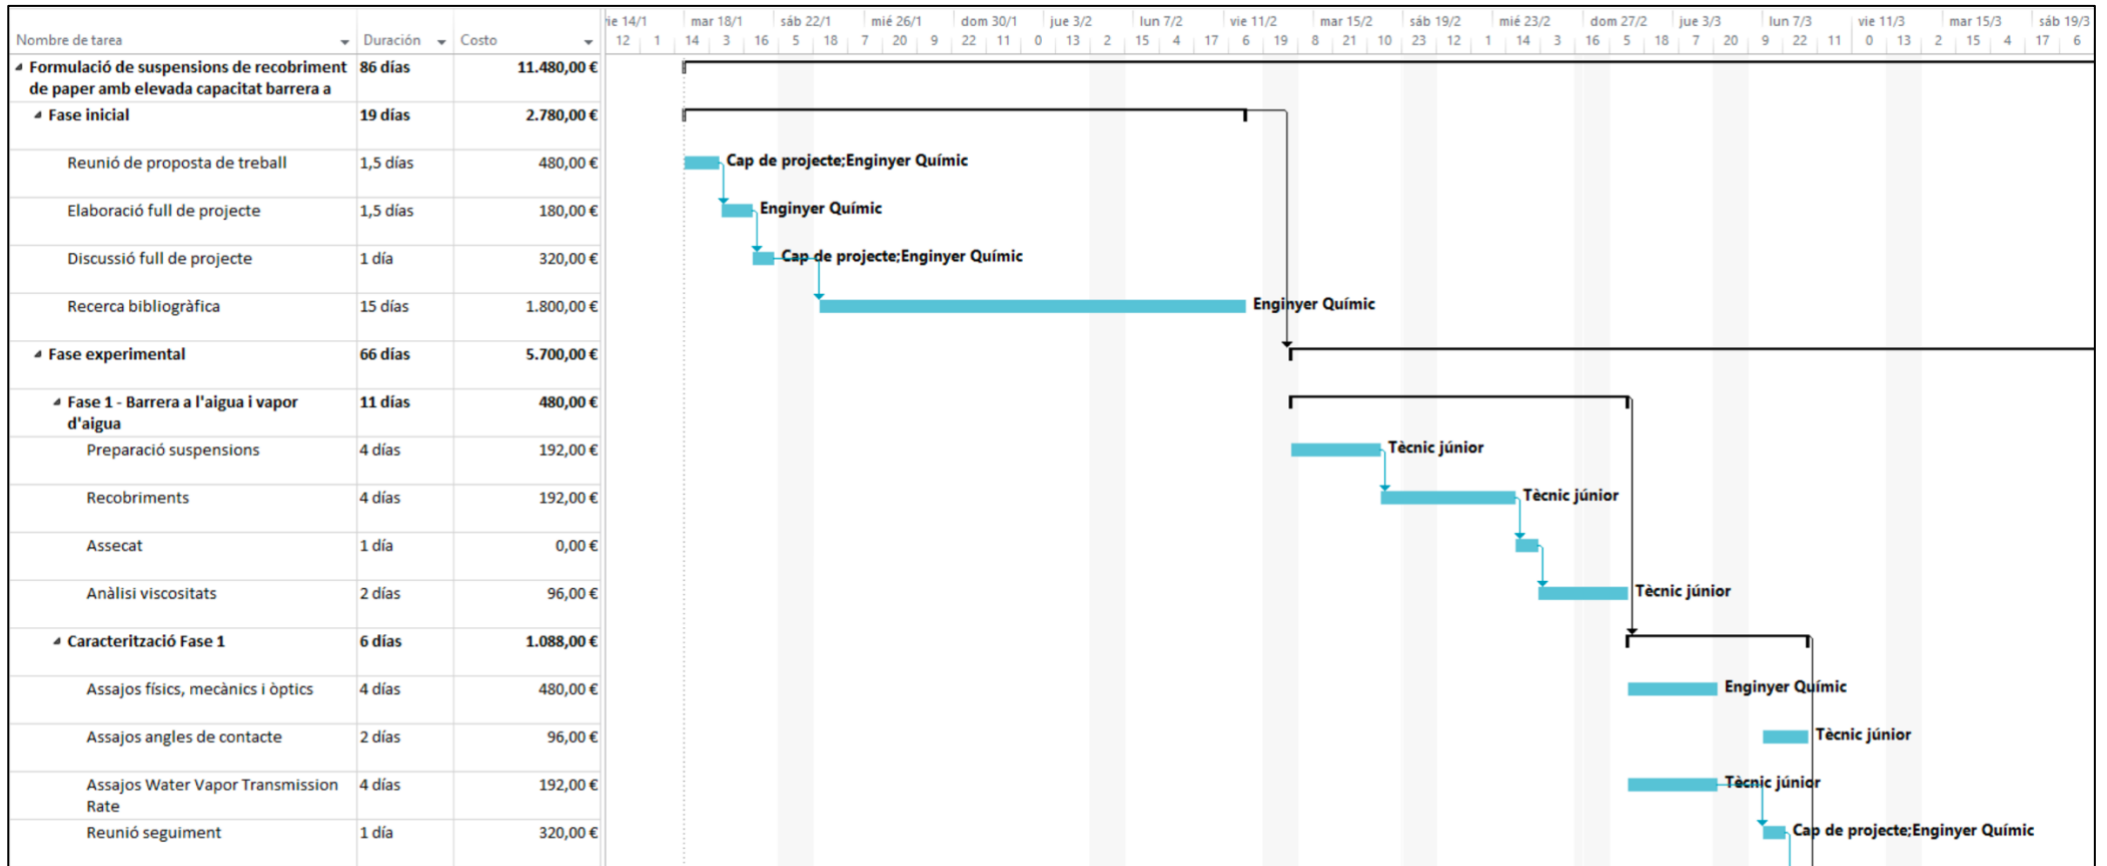 vie 14/1 mar 18/1 sáb 22/1 mié 26/1 dom 30/1 jue 3/2 lun 7/2 vie 11/2 mar 15/2 sáb 19/2 mié 23/2 dom 27/2 jue 3/3 lun 7/3 vie 11/3 mar 15/3 sáb 19/3
Nombre de tarea Duración Costo 12 1 14 3 16 5 18 7 20 9 22 11 0 13 2 15 4 17 6 19 8 21 10 23 12 1 14 3 16 5 18 7 20 9 22 11 0 13 2 15 4 17 6
Formulació de suspensions de recobriment 86 días 11.480,00 €
de paper amb elevada capacitat barrera a
Fase inicial 19 días 2.780,00 €
Reunió de proposta de treball 1,5 días 480,00 € Cap de projecte;Enginyer Químic
Elaboració full de projecte 1,5 días 180,00 € Enginyer Químic
Discussió full de projecte 1 día 320,00 € Cap de projecte;Enginyer Químic
Recerca bibliogràfica 15 días 1.800,00 € Enginyer Químic
Fase experimental 66 días 5.700,00 €
Fase 1 - Barrera a l'aigua i vapor 11 días 480,00 €
d'aigua
Preparació suspensions 4 días 192,00 € Tècnic júnior
Recobriments 4 días 192,00 € Tècnic júnior
Assecat 1 día 0,00 €
Anàlisi viscositats 2 días 96,00 € Tècnic júnior
Caracterització Fase 1 6 días 1.088,00 €
Assajos físics, mecànics i òptics 4 días 480,00 € Enginyer Químic
Assajos angles de contacte 2 días 96,00 € Tècnic júnior
Assajos Water Vapor Transmission 4 días 192,00 € Tècnic júnior
Rate
Reunió seguiment 1 día 320,00 € Cap de projecte;Enginyer Químic